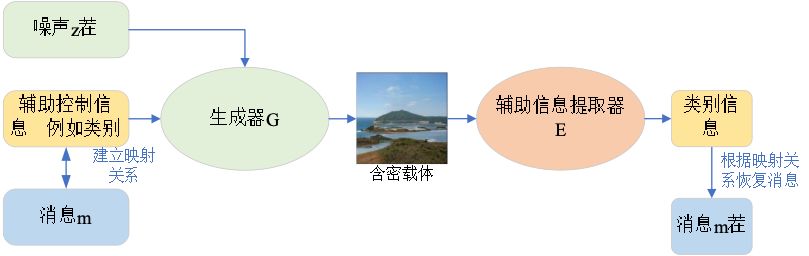 噪声z茬
辅助控制信
息　例如类别
生成器G
建立映射
关系
消息m
含密载体
辅助信息提取器
E
类别信
息
根据映射关
系恢复消息
消息m茬